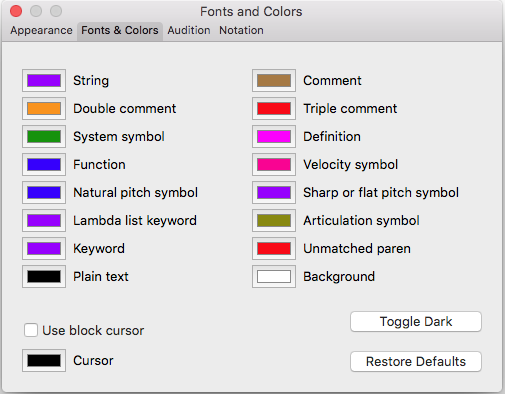 Fonts and Colors
Appearance Fonts & Colors Audition Notation
String Comment
Double comment Triple comment
System symbol Definition
Function Velocity symbol
Natural pitch symbol Sharp or flat pitch symbol
Lambda list keyword Articulation symbol
Keyword Unmatched paren
Plain text Background
Use block cursor Toggle Dark
Cursor Restore Defaults